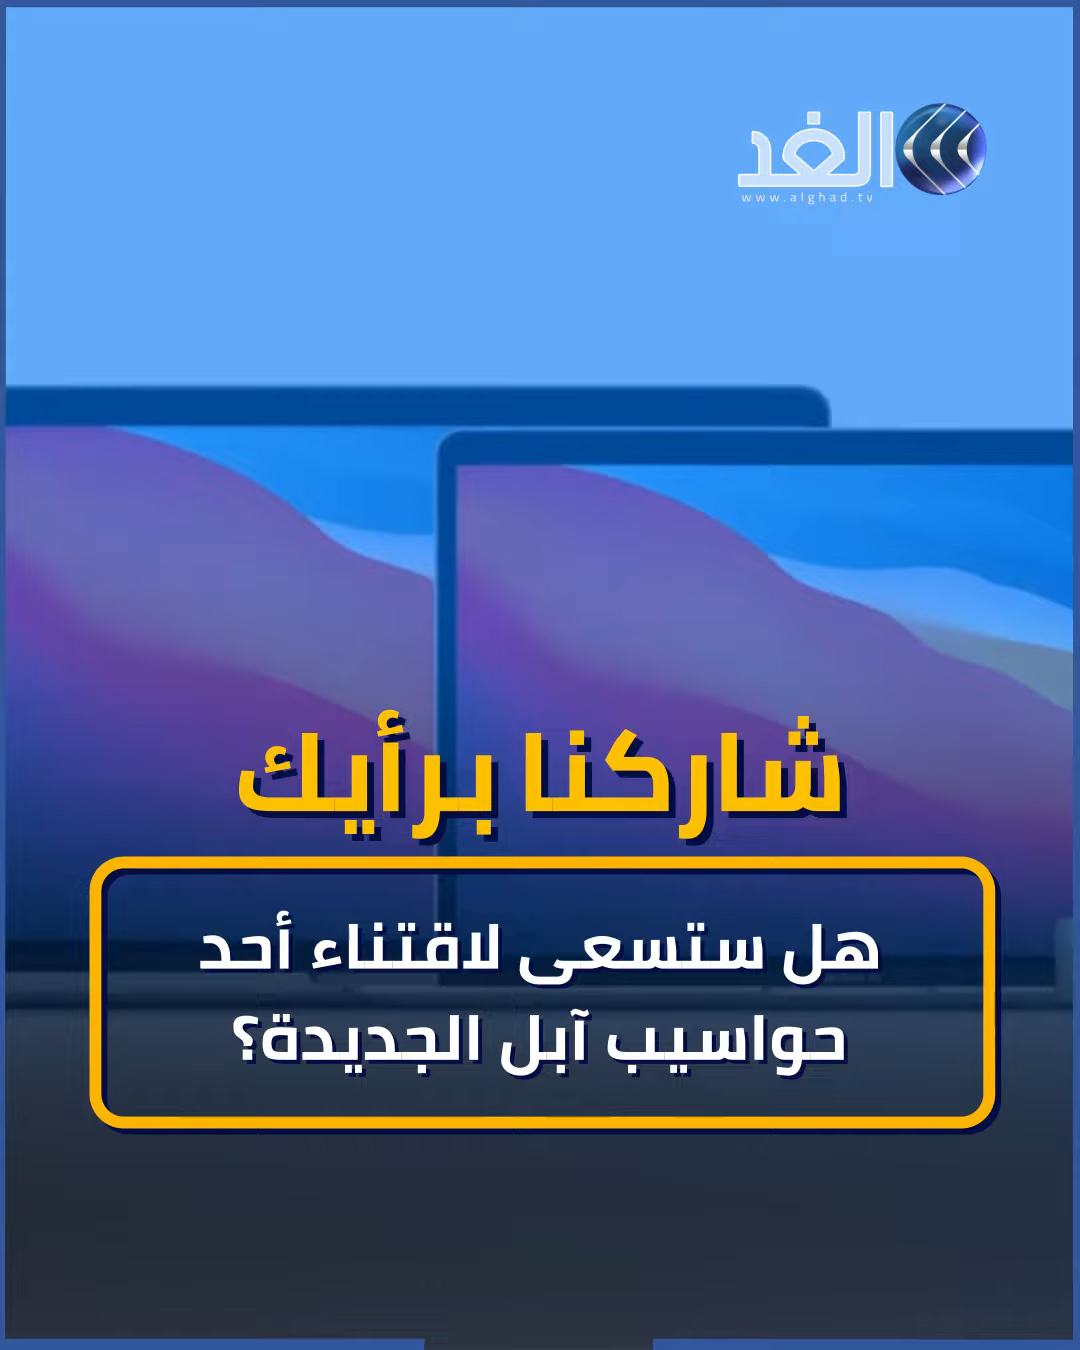 الغد
www.alghad.tv
شاركنا برأيك
هل ستسعى لاقتناء أحد
حواسيب آبل الجديدة؟